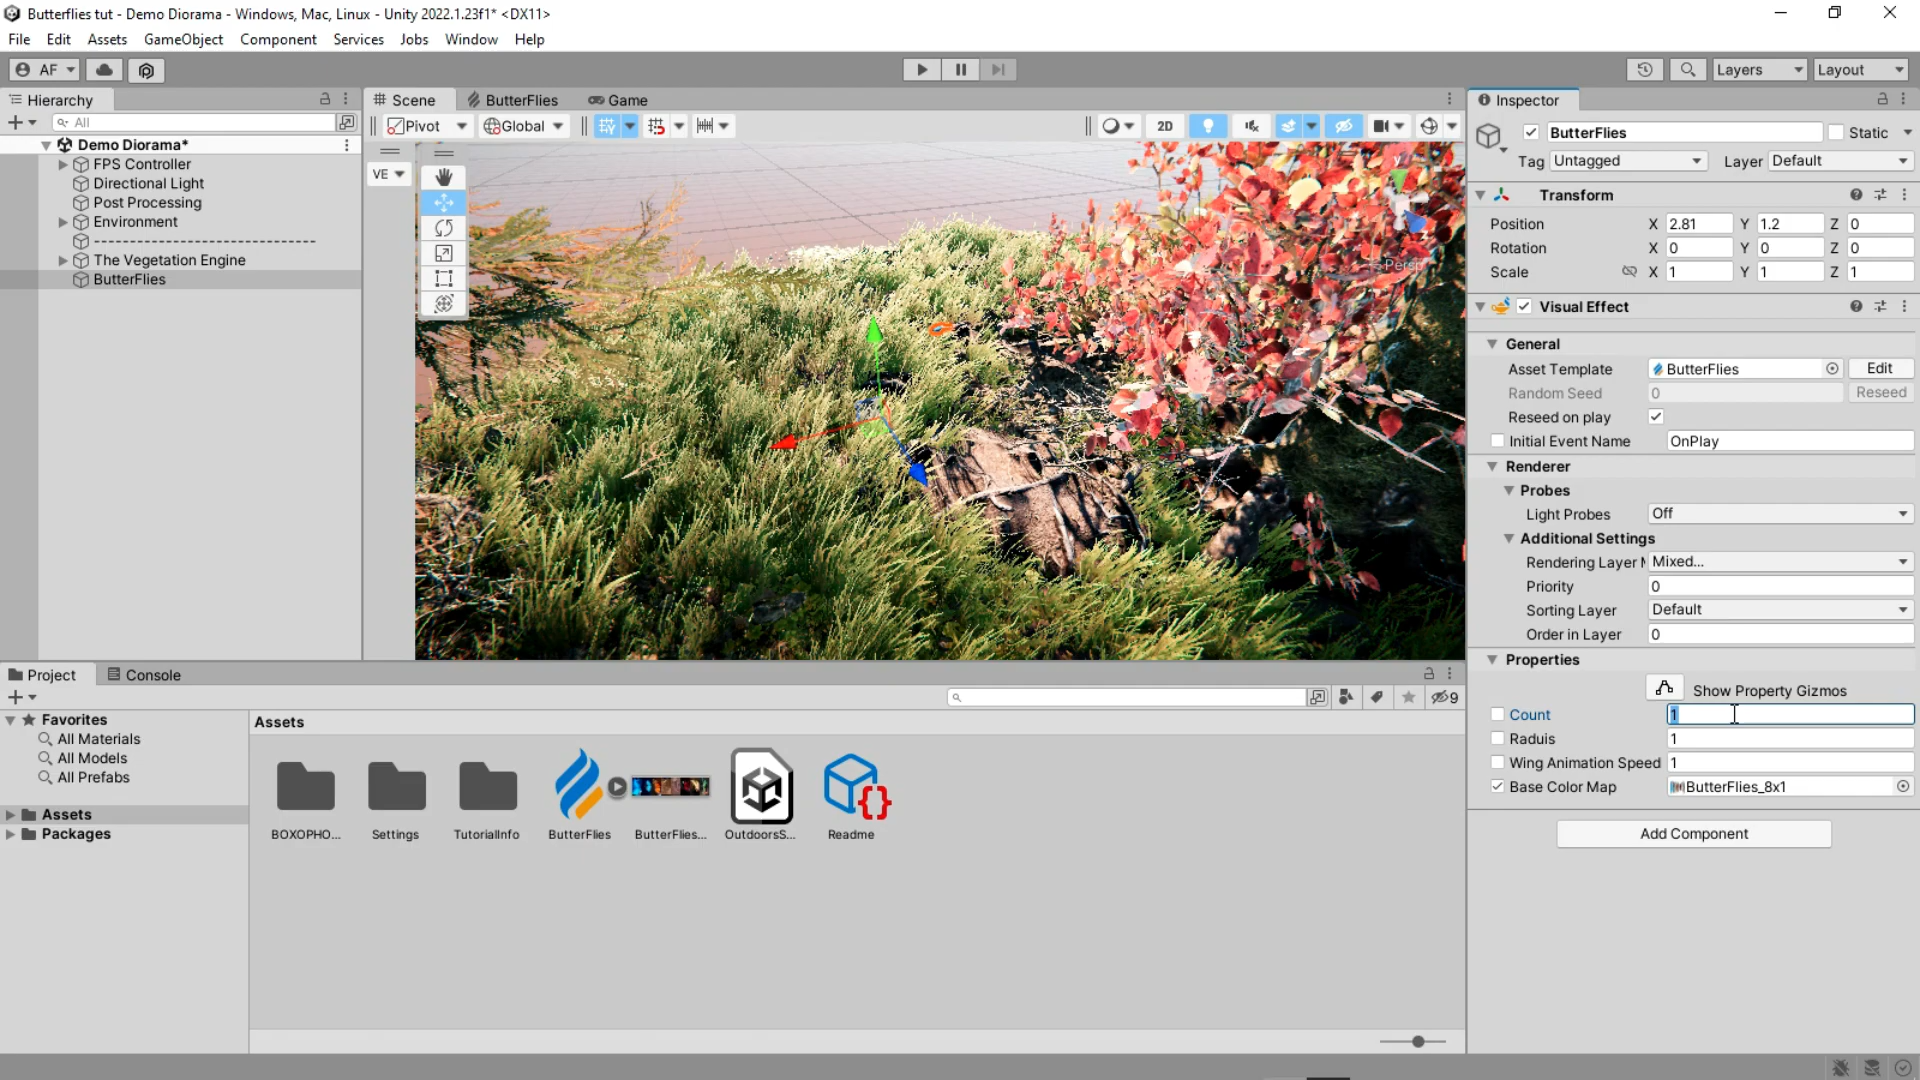 Butterflies tut - Demo Diorama - Windows, Mac, Linux - Unity 2022.1.23f1* <DX11>
File Edit Assets GameObject Component Services Jobs Window Help
AF Layers Layout
Hierarchy
All
Demo Diorama*
FPS Controller
Directional Light
Post Processing
Environment
--------------------------------
The Vegetation Engine
ButterFlies
Scene ButterFlies Game
Pivot Global 2D
VE
y
Persp
Inspector
ButterFlies Static
Tag Untagged Layer Default
Transform
Position X 2.81 Y 1.2 Z 0
Rotation X 0 Y 0 Z 0
Scale X 1 Y 1 Z 1
Visual Effect
General
Asset Template ButterFlies Edit
Random Seed 0 Reseed
Reseed on play
Initial Event Name OnPlay
Renderer
Probes
Light Probes Off
Additional Settings
Rendering Layer Mixed...
Priority 0
Sorting Layer Default
Order in Layer 0
Properties
Show Property Gizmos
Count 1
Raduis 1
Wing Animation Speed 1
Base Color Map ButterFlies_8x1
Add Component
Project Console
9
Favorites
All Materials
All Models
All Prefabs
Assets
Packages
Assets
BOXOPHO... Settings TutorialInfo ButterFlies ButterFlies... OutdoorsS... Readme